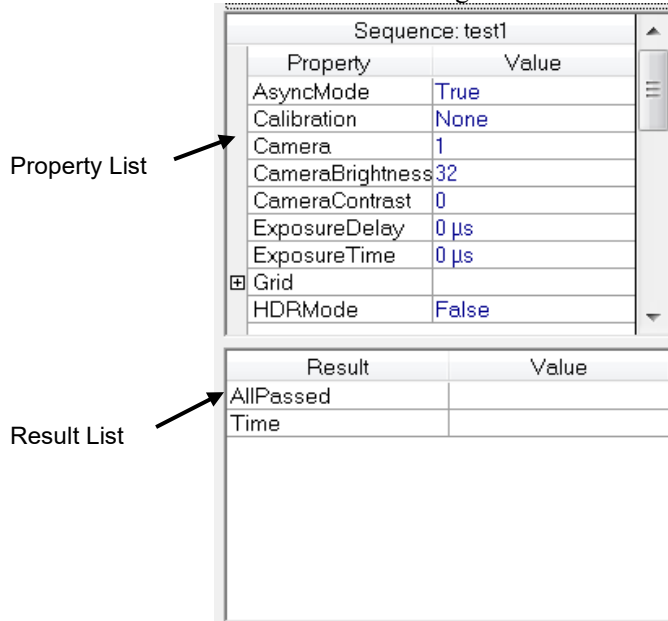 Sequence: test1
Property Value
AsyncMode True
Calibration None
Camera 1
CameraBrightness 32
CameraContrast 0
ExposureDelay 0 µs
ExposureTime 0 µs
Grid
HDRMode False
Property List
Result Value
AllPassed
Time
Result List